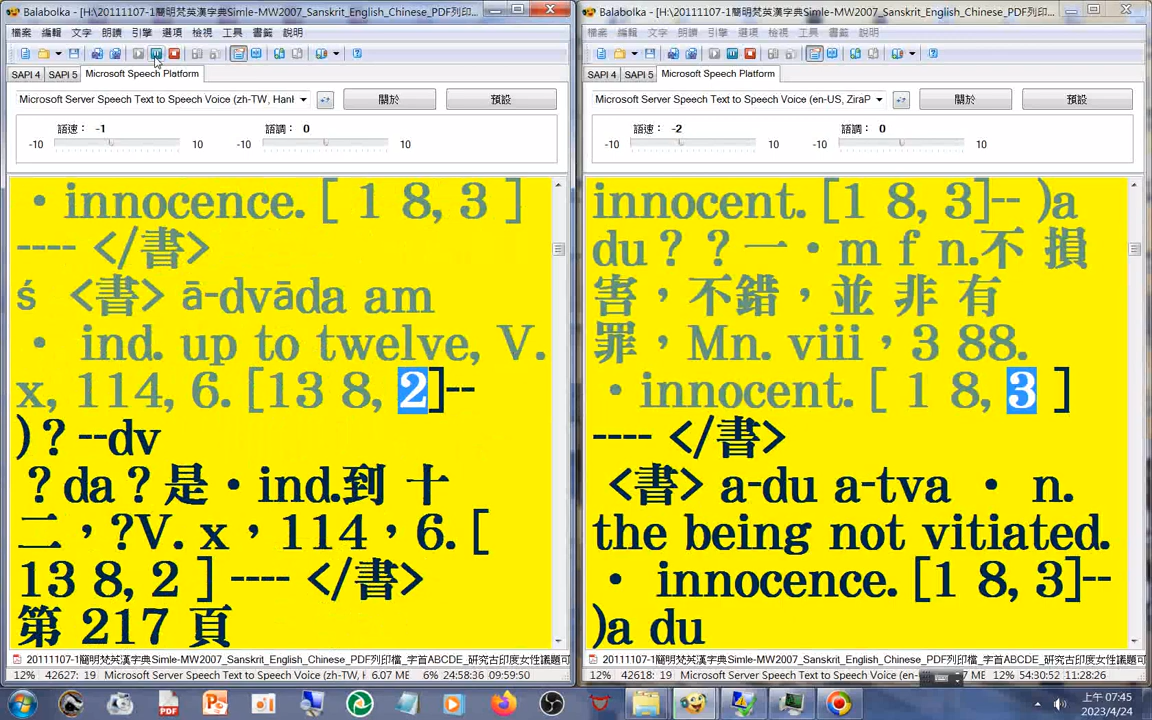 Balabolka - [H:\20111107-1簡明梵英漢字典Simle-MW2007_Sanskrit_English_Chinese_PDF列印...
檔案 編輯 文字 朗讀 引擎 選項 檢視 工具 書籤 說明
SAPI 4 SAPI 5 Microsoft Speech Platform
Microsoft Server Speech Text to Speech Voice (zh-TW, Hanl 關於 預設
語速： -1 語調： 0
-10 10 -10 10
• innocence. [ 1 8, 3 ]
---- </書>
ś <書> ā-dvāda am
• ind. up to twelve, V.
x, 114, 6. [13 8, 2]--
)？--dv
？da？是•ind.到 十
二，?V. x，114，6. [
13 8, 2 ] ---- </書>
第 217 頁
20111107-1簡明梵英漢字典Simle-MW2007_Sanskrit_English_Chinese_PDF列印檔_字首ABCDE_研究古印度女性議題可
12% 42627: 19 Microsoft Server Speech Text to Speech Voice (zh-TW, H 6.07 MB 6% 24:58:36 09:59:50
Balabolka - [H:\20111107-1簡明梵英漢字典Simle-MW2007_Sanskrit_English_Chinese_PDF列印...
檔案 編輯 文字 朗讀 引擎 選項 檢視 工具 書籤 說明
SAPI 4 SAPI 5 Microsoft Speech Platform
Microsoft Server Speech Text to Speech Voice (en-US, ZiraP 關於 預設
語速： -2 語調： 0
-10 10 -10 10
innocent. [1 8, 3]-- )a
du？？一•m f n.不 損
害，不錯，並 非 有
罪，Mn. viii，3 88.
• innocent. [ 1 8, 3 ]
---- </書>
<書> a-du a-tva • n.
the being not vitiated.
• innocence. [1 8, 3]--
)a du
20111107-1簡明梵英漢字典Simle-MW2007_Sanskrit_English_Chinese_PDF列印檔_字首ABCDE_研究古印度女性議題可
12% 42618: 19 Microsoft Server Speech Text to Speech Voice (en- ME 12% 54:30:52 11:28:26
上午 07:45
2023/4/24